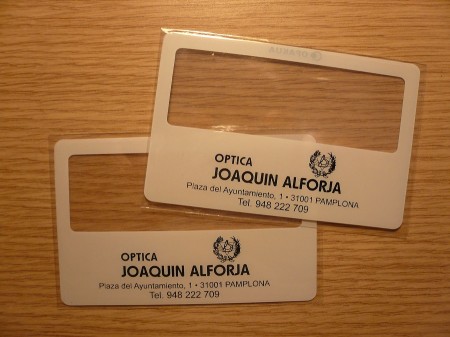 OPTICA
JOAQUIN ALFORJA
Plaza del Ayuntamiento, 1 • 31001 PAMPLONA
Tel. 948 222 709
OPTICA
JOAQUIN ALFORJA
Plaza del Ayuntamiento, 1 • 31001 PAMPLONA
Tel. 948 222 709